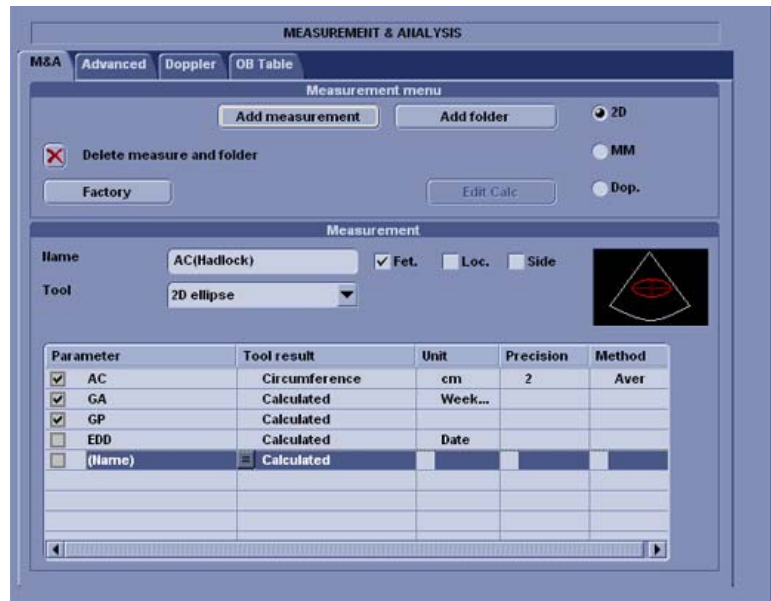 MEASUREMENT & ANALYSIS
M&A Advanced Doppler OB Table
Measurement menu
Add measurement Add folder 2D
Delete measure and folder MM
Factory Edit Calc Dop.
Measurement
Name AC(Hadlock) Fet. Loc. Side
Tool 2D ellipse
Parameter Tool result Unit Precision Method
AC Circumference cm 2 Aver
GA Calculated Week...
GP Calculated
EDD Calculated Date
(Name) = Calculated